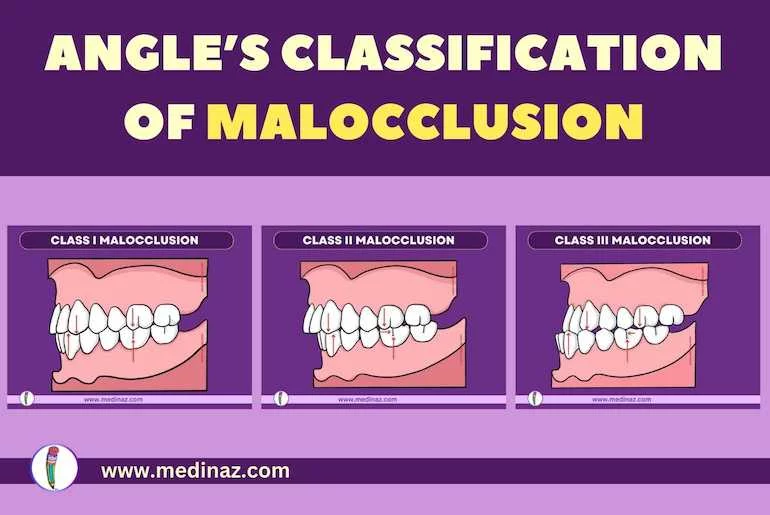 ANGLE'S CLASSIFICATION
OF MALOCCLUSION
CLASS I MALOCCLUSION
CLASS II MALOCCLUSION
CLASS III MALOCCLUSION
www.medinaz.com
www.medinaz.com
www.medinaz.com
www.medinaz.com